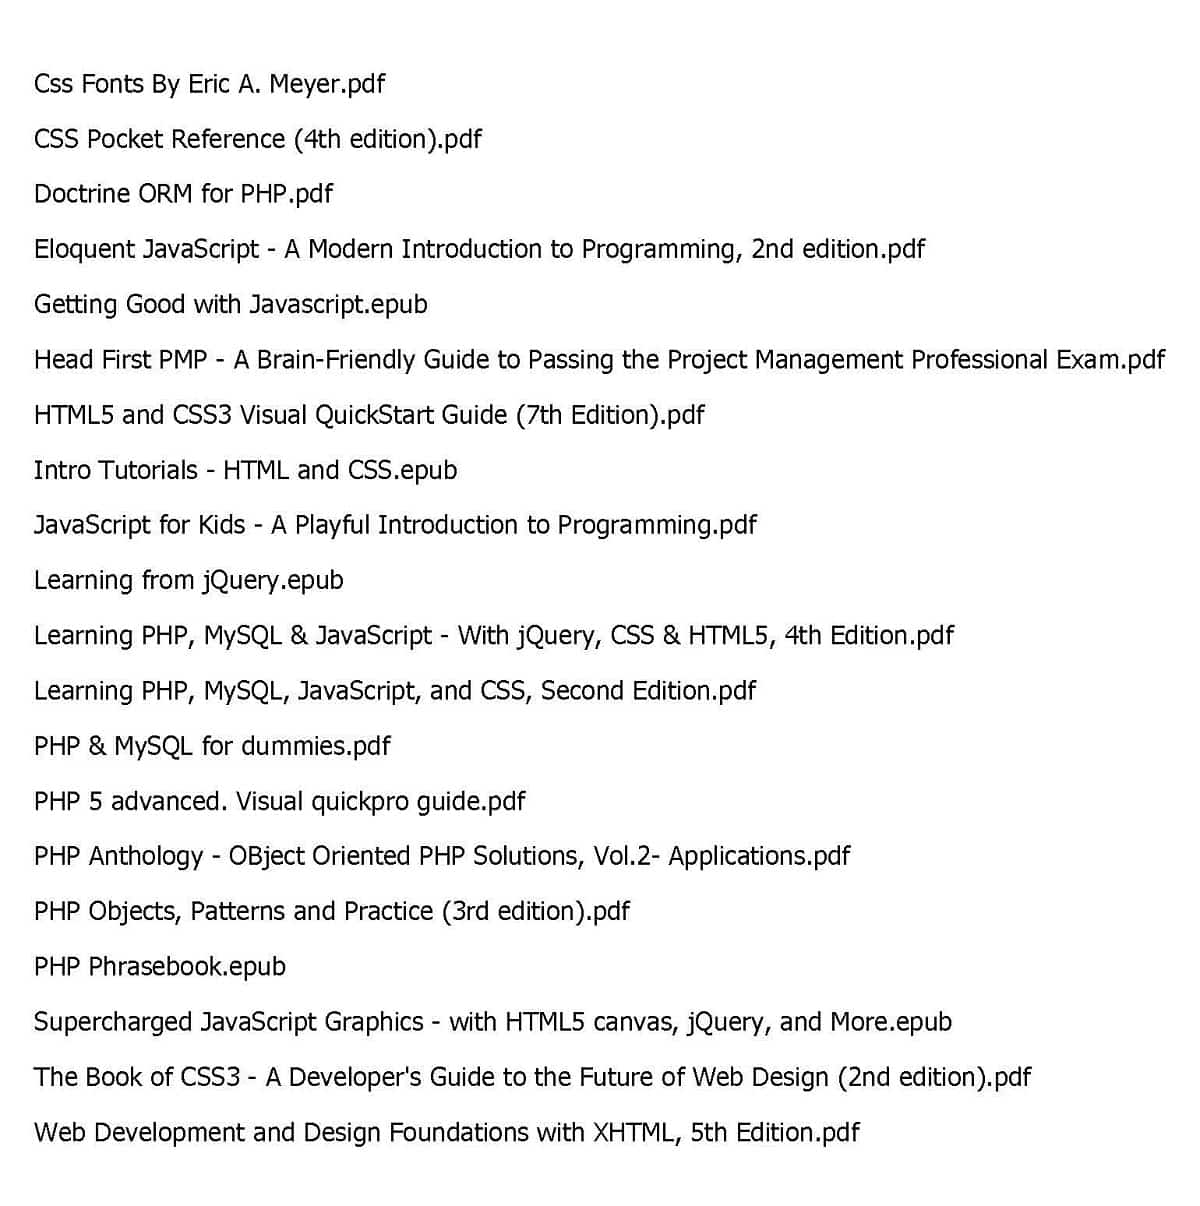 Css Fonts By Eric A. Meyer.pdf
CSS Pocket Reference (4th edition).pdf
Doctrine ORM for PHP.pdf
Eloquent JavaScript - A Modern Introduction to Programming, 2nd edition.pdf
Getting Good with Javascript.epub
Head First PMP - A Brain-Friendly Guide to Passing the Project Management Professional Exam.pdf
HTML5 and CSS3 Visual QuickStart Guide (7th Edition).pdf
Intro Tutorials - HTML and CSS.epub
JavaScript for Kids - A Playful Introduction to Programming.pdf
Learning from jQuery.epub
Learning PHP, MySQL & JavaScript - With jQuery, CSS & HTML5, 4th Edition.pdf
Learning PHP, MySQL, JavaScript, and CSS, Second Edition.pdf
PHP & MySQL for dummies.pdf
PHP 5 advanced. Visual quickpro guide.pdf
PHP Anthology - OBject Oriented PHP Solutions, Vol.2- Applications.pdf
PHP Objects, Patterns and Practice (3rd edition).pdf
PHP Phrasebook.epub
Supercharged JavaScript Graphics - with HTML5 canvas, jQuery, and More.epub
The Book of CSS3 - A Developer's Guide to the Future of Web Design (2nd edition).pdf
Web Development and Design Foundations with XHTML, 5th Edition.pdf